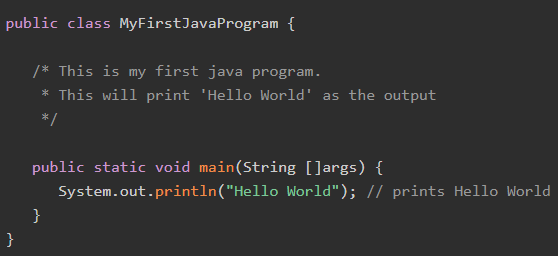 public class MyFirstJavaProgram {
/* This is my first java program.
* This will print 'Hello World' as the output
*/
public static void main(String []args) {
System.out.println("Hello World"); // prints Hello World
}
}